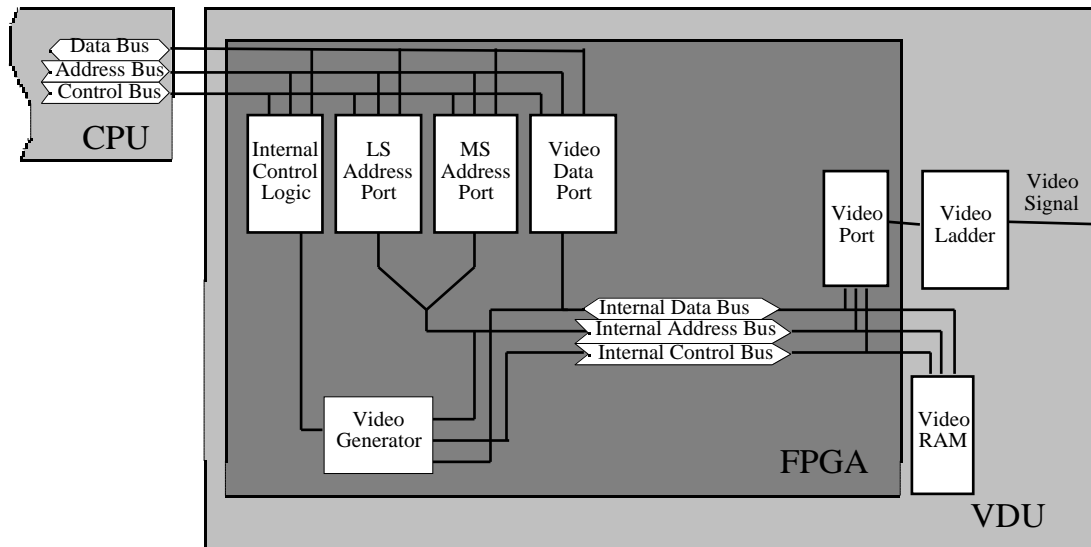 Data Bus
Address Bus
Control Bus
CPU
Internal
Control
Logic
LS
Address
Port
MS
Address
Port
Video
Data
Port
Video
Port
Video
Ladder
Video
Signal
Internal Data Bus
Internal Address Bus
Internal Control Bus
Video
Generator
Video
RAM
FPGA
VDU